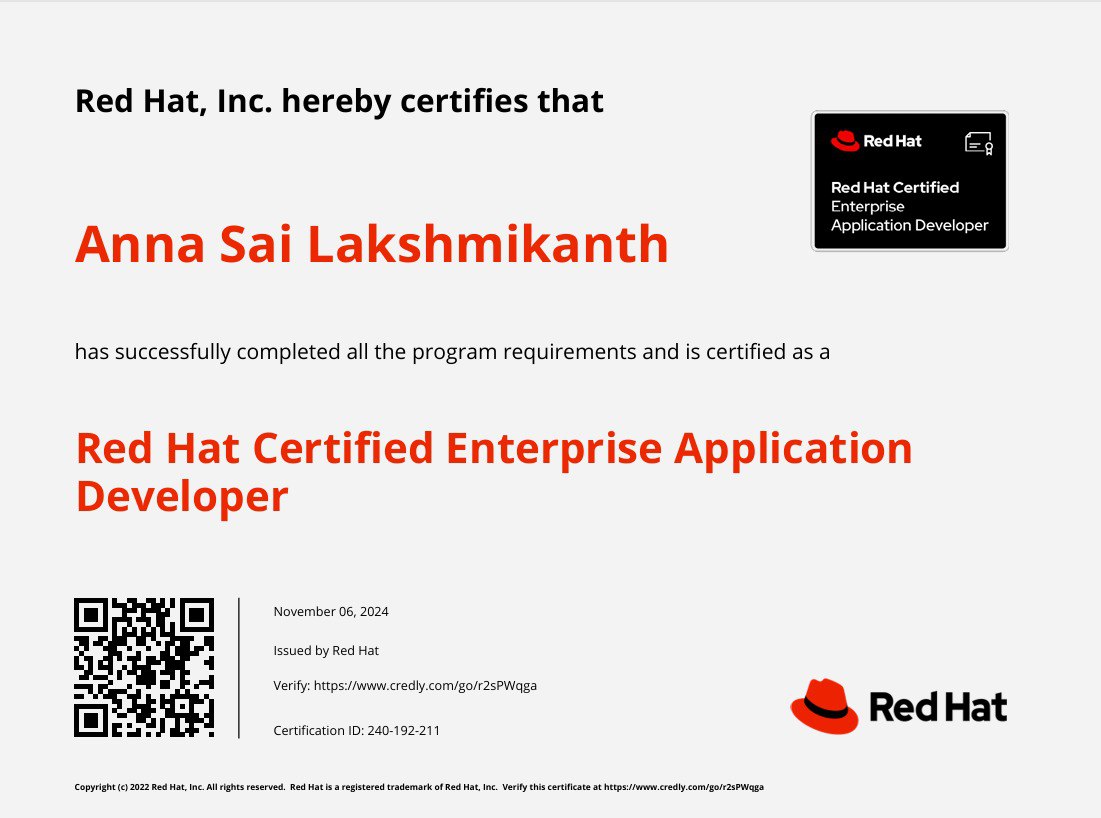 Red Hat, Inc. hereby certifies that
Red Hat
Red Hat Certified
Enterprise
Application Developer
Anna Sai Lakshmikanth
has successfully completed all the program requirements and is certified as a
Red Hat Certified Enterprise Application
Developer
November 06, 2024
Issued by Red Hat
Verify: https://www.credly.com/go/r2sPWqga
Certification ID: 240-192-211
Red Hat
Copyright (c) 2022 Red Hat, Inc. All rights reserved.  Red Hat is a registered trademark of Red Hat, Inc.  Verify this certificate at https://www.credly.com/go/r2sPWqga